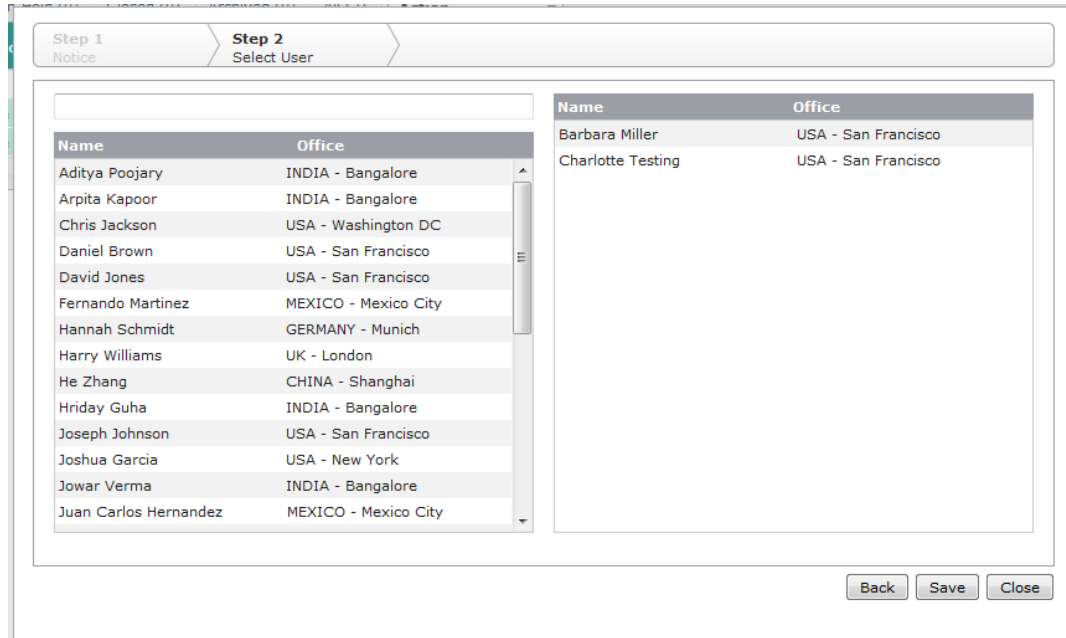 Step 1
Notice
Step 2
Select User
Name Office
Aditya Poojary INDIA - Bangalore
Arpita Kapoor INDIA - Bangalore
Chris Jackson USA - Washington DC
Daniel Brown USA - San Francisco
David Jones USA - San Francisco
Fernando Martinez MEXICO - Mexico City
Hannah Schmidt GERMANY - Munich
Harry Williams UK - London
He Zhang CHINA - Shanghai
Hriday Guha INDIA - Bangalore
Joseph Johnson USA - San Francisco
Joshua Garcia USA - New York
Jowar Verma INDIA - Bangalore
Juan Carlos Hernandez MEXICO - Mexico City
Name Office
Barbara Miller USA - San Francisco
Charlotte Testing USA - San Francisco
Back Save Close